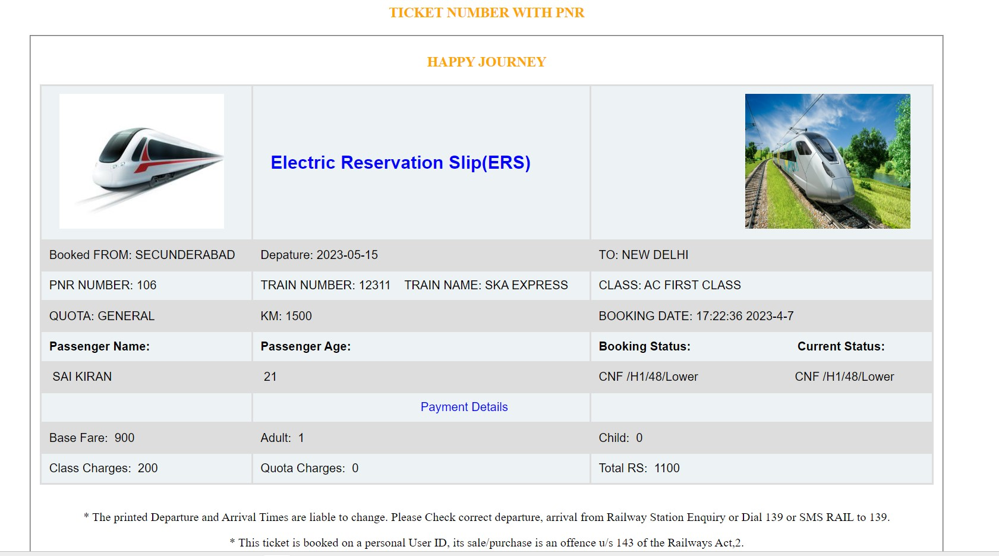 TICKET NUMBER WITH PNR
HAPPY JOURNEY
Electric Reservation Slip(ERS)
Booked FROM: SECUNDERABAD Depature: 2023-05-15 TO: NEW DELHI
PNR NUMBER: 106 TRAIN NUMBER: 12311 TRAIN NAME: SKA EXPRESS CLASS: AC FIRST CLASS
QUOTA: GENERAL KM: 1500 BOOKING DATE: 17:22:36 2023-4-7
Passenger Name: Passenger Age: Booking Status: Current Status:
SAI KIRAN 21 CNF /H1/48/Lower CNF /H1/48/Lower
Payment Details
Base Fare: 900 Adult: 1 Child: 0
Class Charges: 200 Quota Charges: 0 Total RS: 1100
* The printed Departure and Arrival Times are liable to change. Please Check correct departure, arrival from Railway Station Enquiry or Dial 139 or SMS RAIL to 139.
* This ticket is booked on a personal User ID, its sale/purchase is an offence u/s 143 of the Railways Act,2.